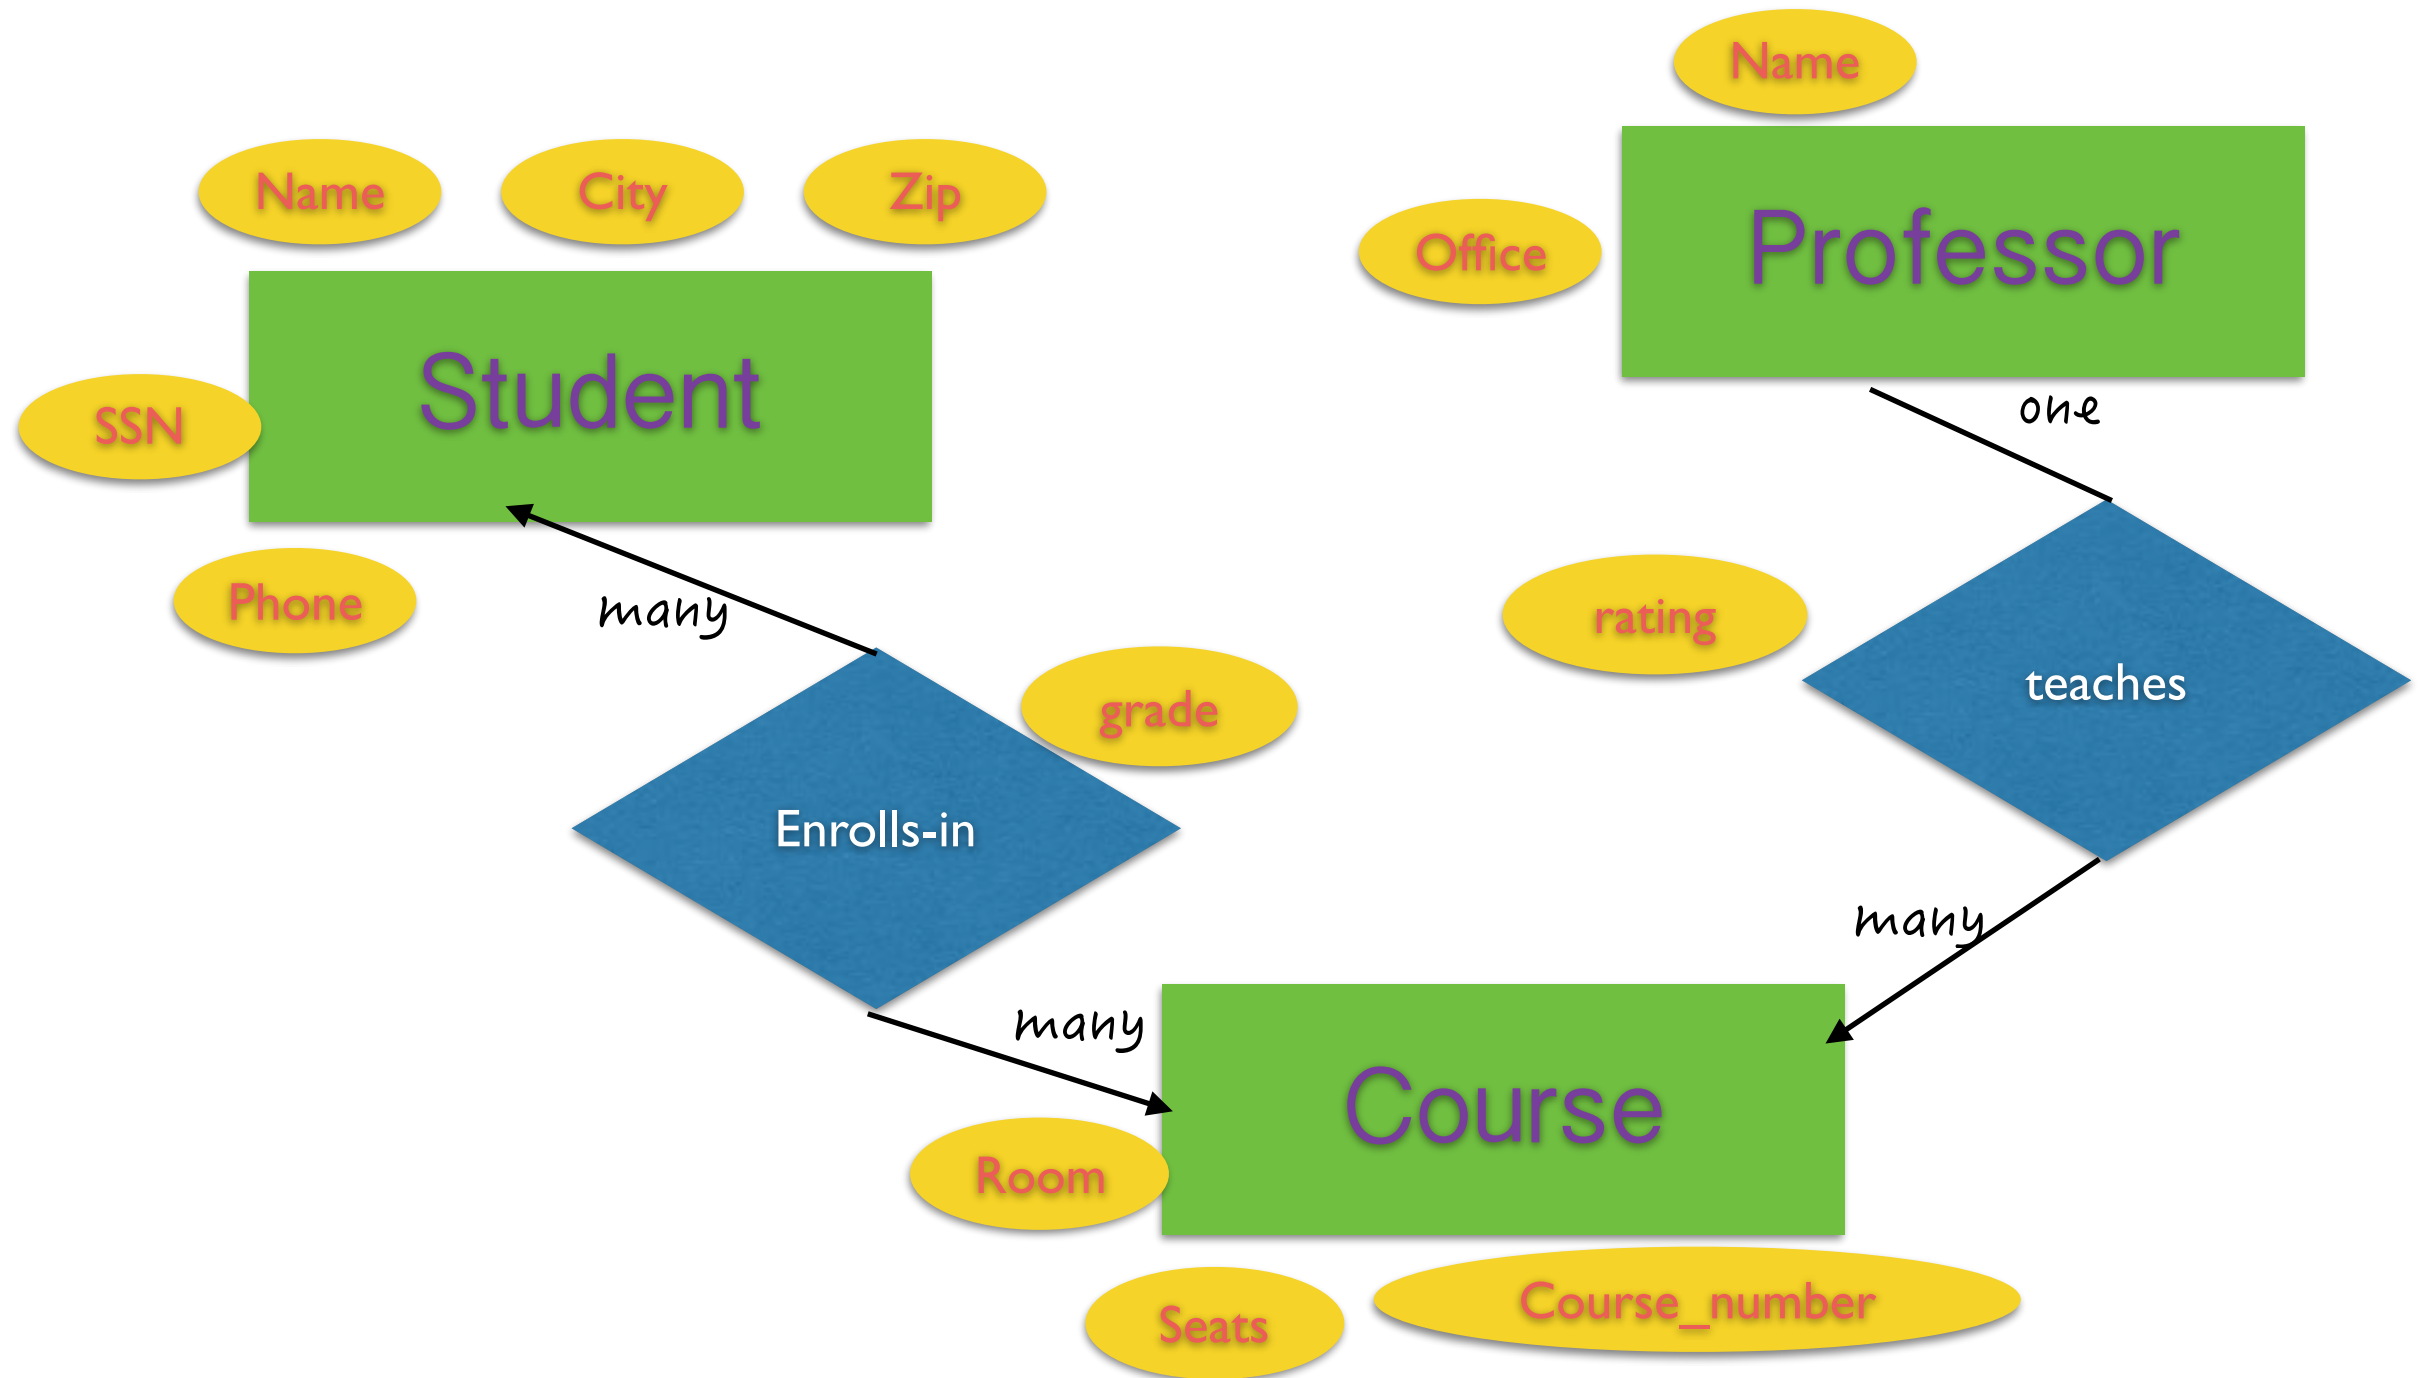 Name
Name
City
Zip
Office
Professor
Student
SSN
one
Phone
many
rating
teaches
grade
Enrolls-in
many
many
Course
Room
Seats
Course_number